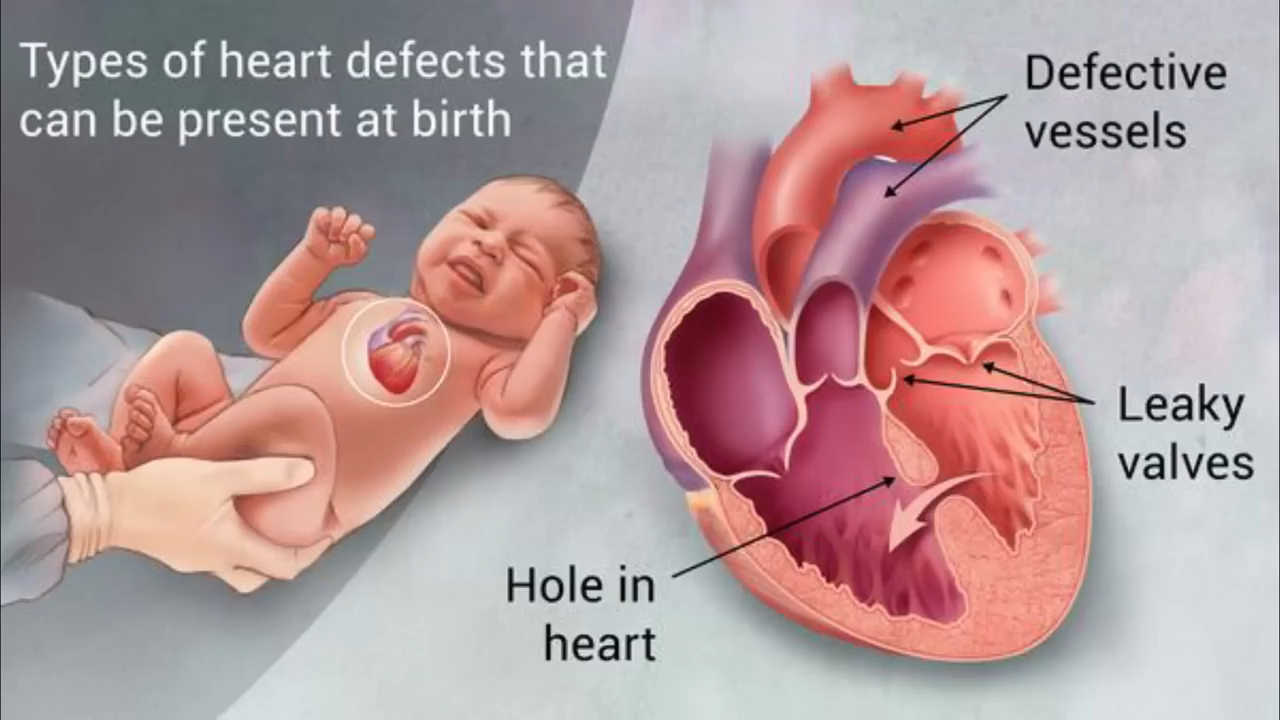 Types of heart defects that
can be present at birth
Defective
vessels
Leaky
valves
Hole in
heart